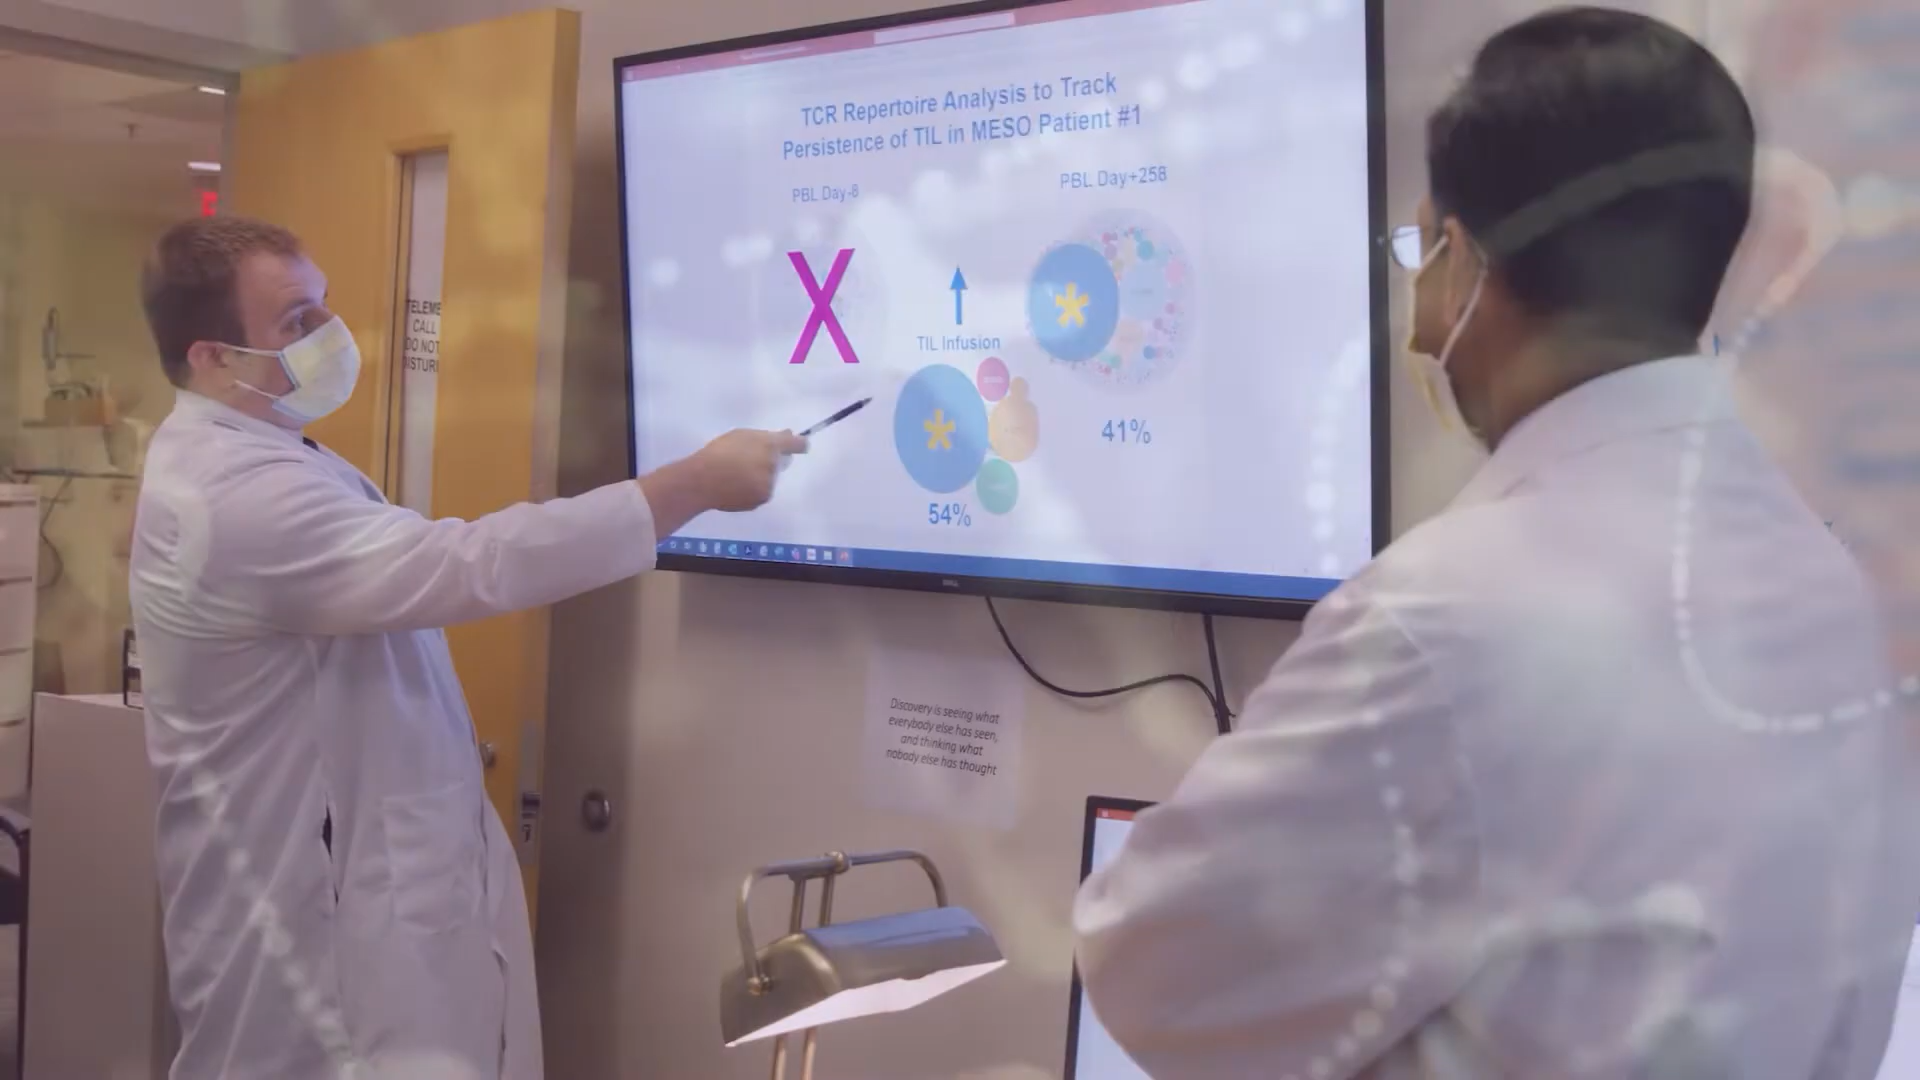 TCR Repertoire Analysis to Track
Persistence of TIL in MESO Patient #1
PBL Day-8
PBL Day+258
X
TIL Infusion
41%
54%
TELEME
CALL
DO NOT
DISTUR
DELL
Discovery is seeing what
everybody else has seen,
and thinking what
nobody else has thought